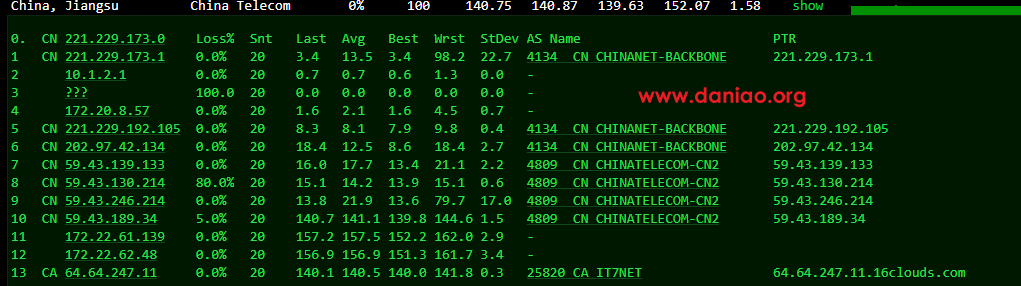 China, Jiangsu China Telecom 0% 100 140.75 140.87 139.63 152.07 1.58 show
0. CN 221.229.173.0 Loss% Snt Last Avg Best Wrst StDev AS Name PTR
1 CN 221.229.173.1 0.0% 20 3.4 13.5 3.4 98.2 22.7 4134 CN CHINANET-BACKBONE 221.229.173.1
2 10.1.2.1 0.0% 20 0.7 0.7 0.6 1.3 0.0 -
3 ??? 100.0 20 0.0 0.0 0.0 0.0 0.0 -
www.daniao.org
4 172.20.8.57 0.0% 20 1.6 2.1 1.6 4.5 0.7 -
5 CN 221.229.192.105 0.0% 20 8.3 8.1 7.9 9.8 0.4 4134 CN CHINANET-BACKBONE 221.229.192.105
6 CN 202.97.42.134 0.0% 20 18.4 12.5 8.6 18.4 2.7 4134 CN CHINANET-BACKBONE 202.97.42.134
7 CN 59.43.139.133 0.0% 20 16.0 17.7 13.4 21.1 2.2 4809 CN CHINATELECOM-CN2 59.43.139.133
8 CN 59.43.130.214 80.0% 20 15.1 14.2 13.9 15.1 0.6 4809 CN CHINATELECOM-CN2 59.43.130.214
9 CN 59.43.246.214 0.0% 20 13.8 21.9 13.6 79.7 17.0 4809 CN CHINATELECOM-CN2 59.43.246.214
10 CN 59.43.189.34 5.0% 20 140.7 141.1 139.8 144.6 1.5 4809 CN CHINATELECOM-CN2 59.43.189.34
11 172.22.61.139 0.0% 20 157.2 157.5 152.2 162.0 2.9 -
12 172.22.62.48 0.0% 20 156.9 156.9 151.3 161.7 3.4 -
13 CA 64.64.247.11 0.0% 20 140.1 140.5 140.0 141.8 0.3 25820 CA IT7NET 64.64.247.11.16clouds.com